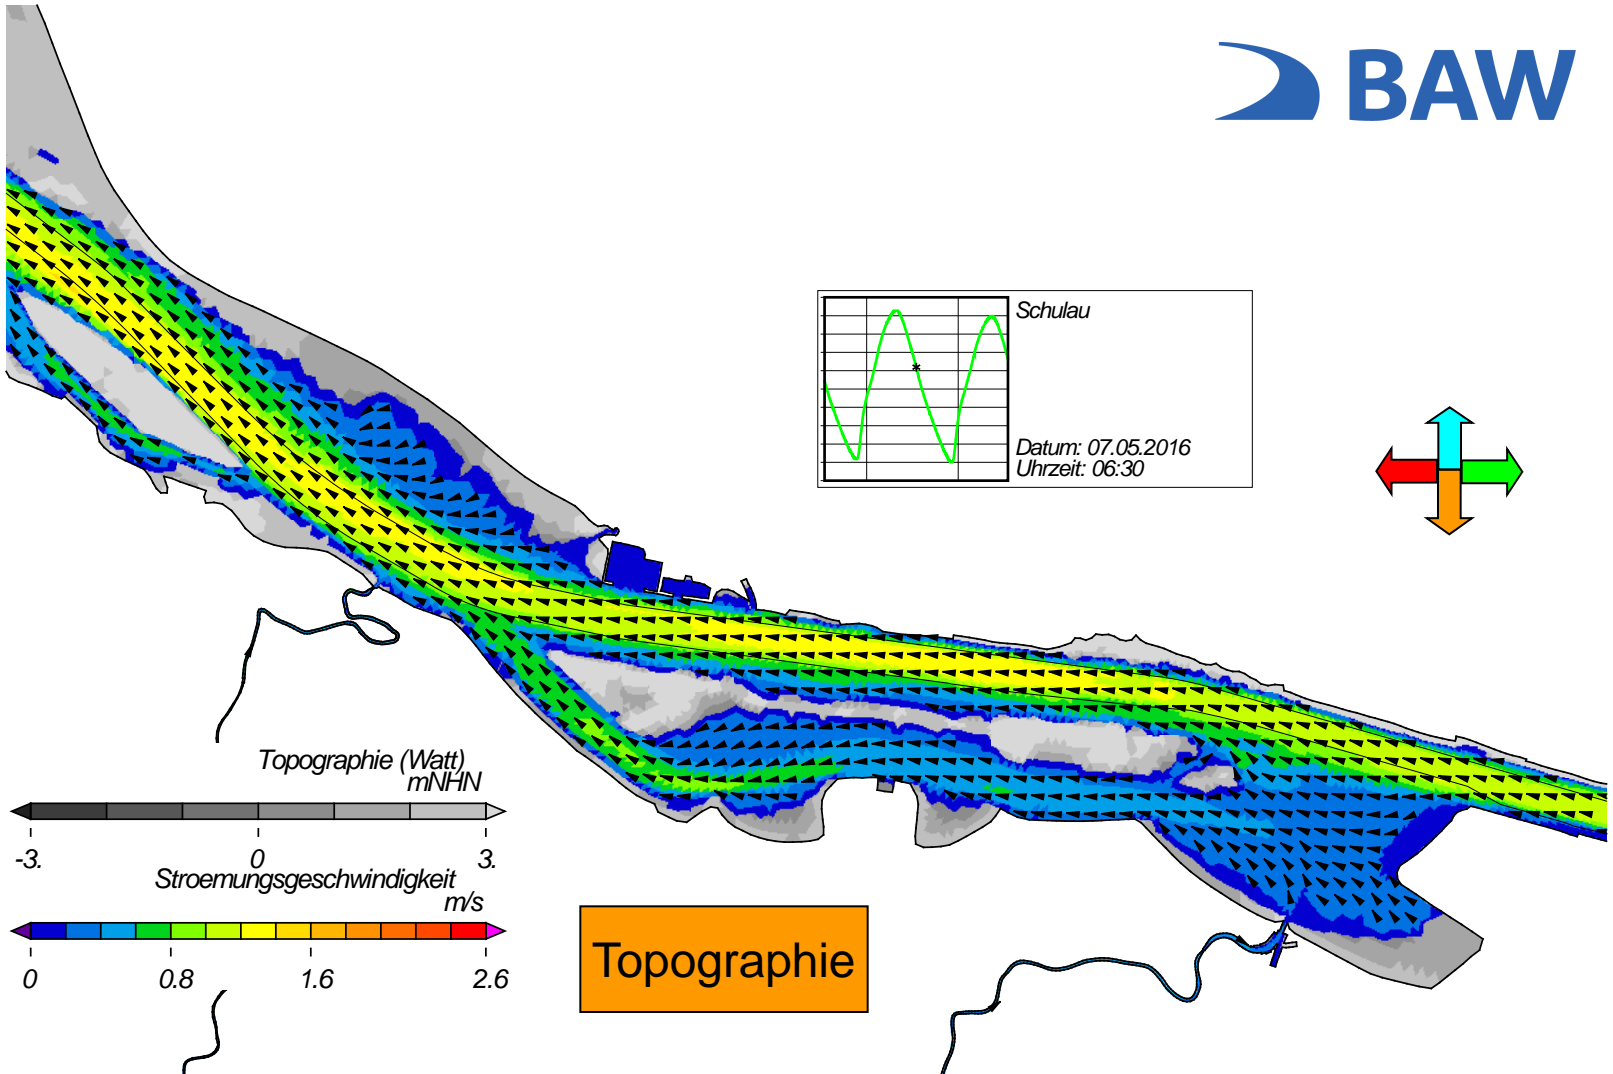 BAW
Schulau
Datum: 07.05.2016
Uhrzeit: 06:30
Topographie (Watt)
mNHN
-3. 0 3.
Stroemungsgeschwindigkeit
m/s
0 0.8 1.6 2.6
Topographie